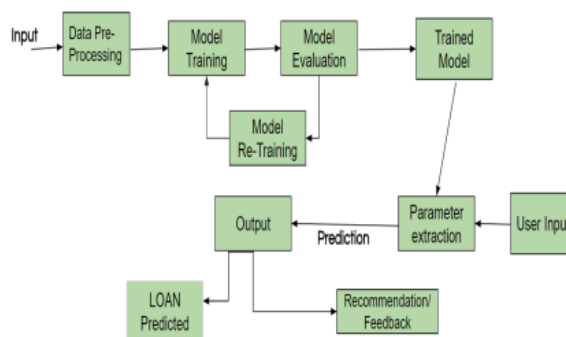 Input
Data Pre-
Processing
Model
Training
Model
Evaluation
Trained
Model
Model
Re-Training
Output
Prediction
Parameter
extraction
User Input
LOAN
Predicted
Recommendation/
Feedback